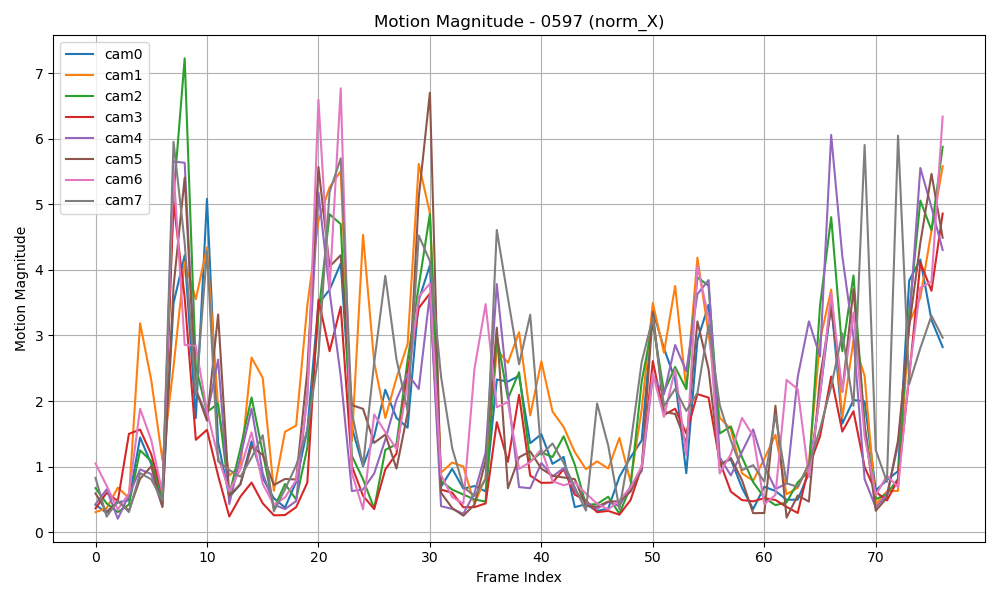 Motion Magnitude - 0597 (norm_X)
cam0
cam1
cam2
cam3
cam4
cam5
cam6
cam7
Motion Magnitude
7
6
5
4
3
2
1
0
0 10 20 30 40 50 60 70
Frame Index